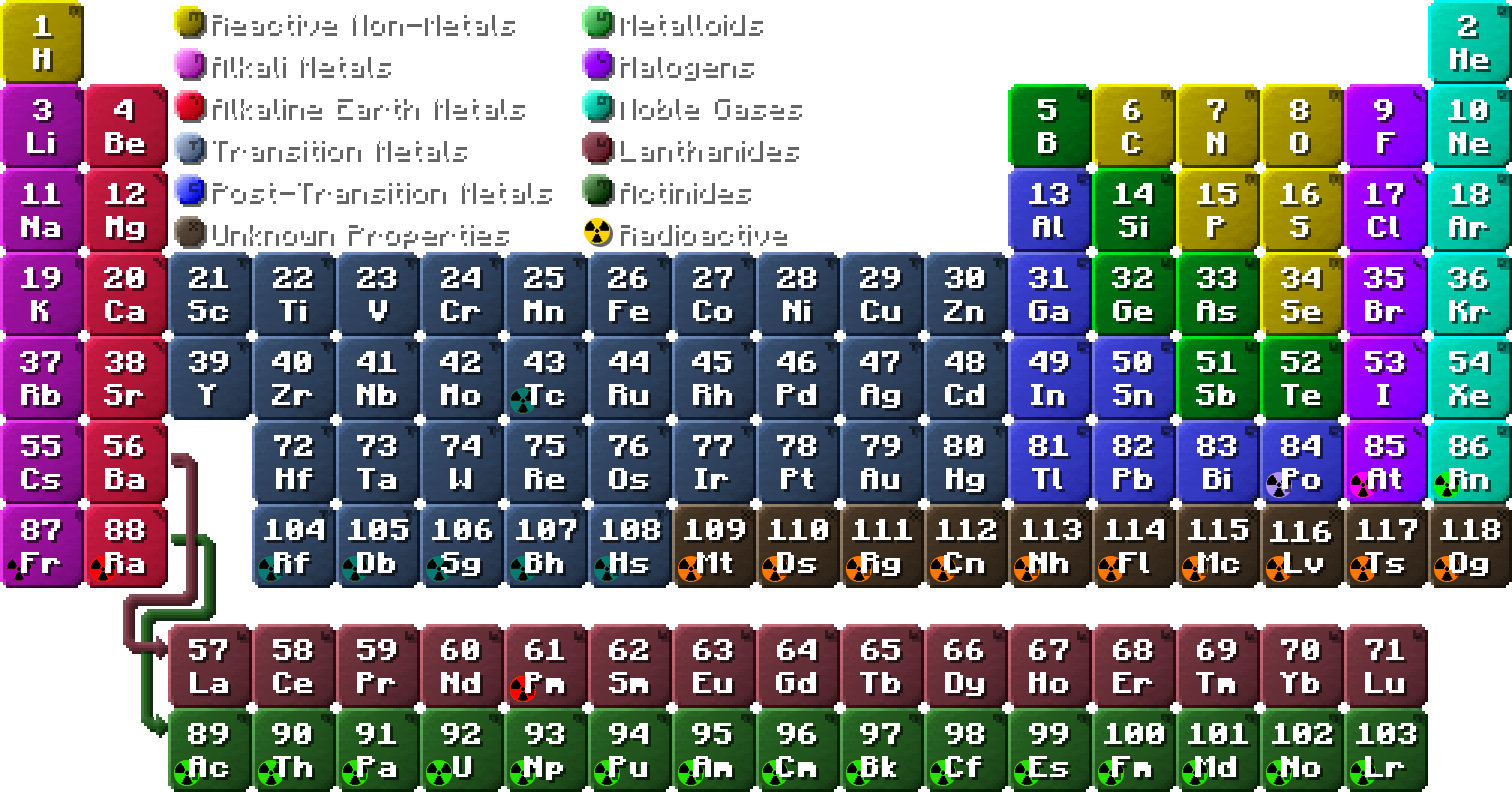 1 Reactive Non-Metals Metalloids 2
H He
Alkali Metals Halogens
3 4 Alkaline Earth Metals Noble Gases 5 6 7 8 9 10
Li Be B C N O F Ne
Transition Metals Lanthanides
11 12 Post-Transition Metals Actinides 13 14 15 16 17 18
Na Mg Al Si P S Cl Ar
Unknown Properties Radioactive
19 20 21 22 23 24 25 26 27 28 29 30 31 32 33 34 35 36
K Ca Sc Ti V Cr Mn Fe Co Ni Cu Zn Ga Ge As Se Br Kr
37 38 39 40 41 42 43 44 45 46 47 48 49 50 51 52 53 54
Rb Sr Y Zr Nb Mo Tc Ru Rh Pd Ag Cd In Sn Sb Te I Xe
55 56 72 73 74 75 76 77 78 79 80 81 82 83 84 85 86
Cs Ba Hf Ta W Re Os Ir Pt Au Hg Tl Pb Bi Po At Rn
87 88 104 105 106 107 108 109 110 111 112 113 114 115 116 117 118
Fr Ra Rf Db Sg Bh Hs Mt Ds Rg Cn Nh Fl Mc Lv Ts Og
57 58 59 60 61 62 63 64 65 66 67 68 69 70 71
La Ce Pr Nd Pm Sm Eu Gd Tb Dy Ho Er Tm Yb Lu
89 90 91 92 93 94 95 96 97 98 99 100 101 102 103
Ac Th Pa U Np Pu Am Cm Bk Cf Es Fm Md No Lr